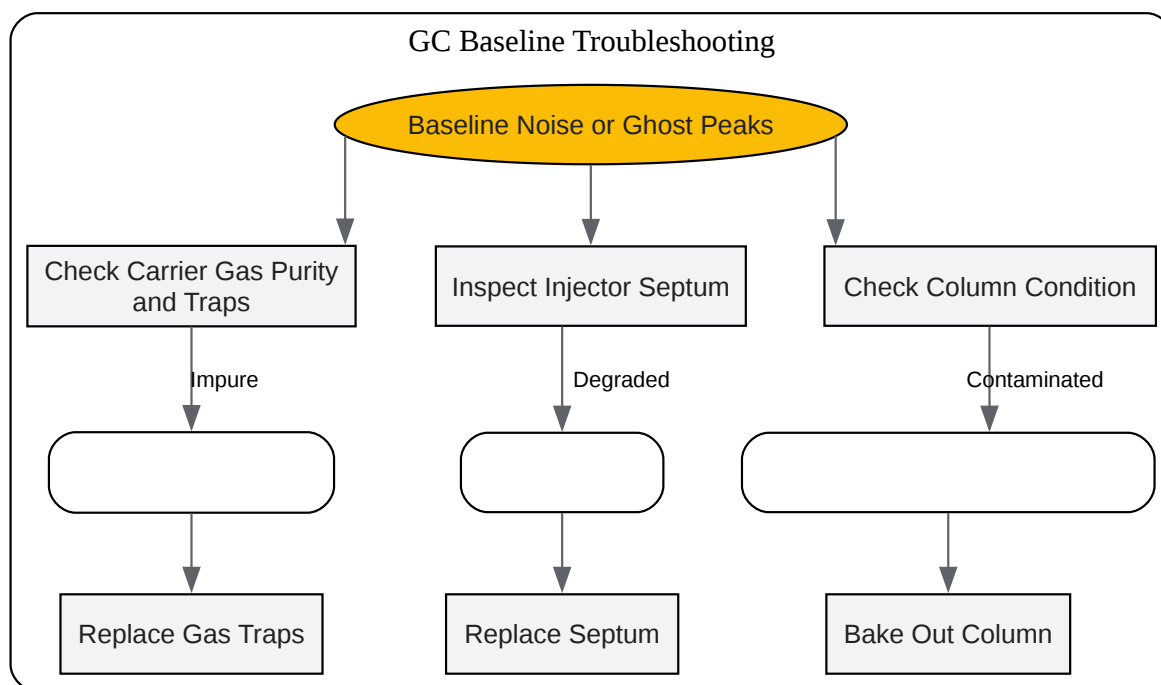 GC Baseline Troubleshooting
Baseline Noise or Ghost Peaks
Check Carrier Gas Purity
and Traps
Inspect Injector Septum
Check Column Condition
Impure
Degraded
Contaminated
Replace Gas Traps
Replace Septum
Bake Out Column